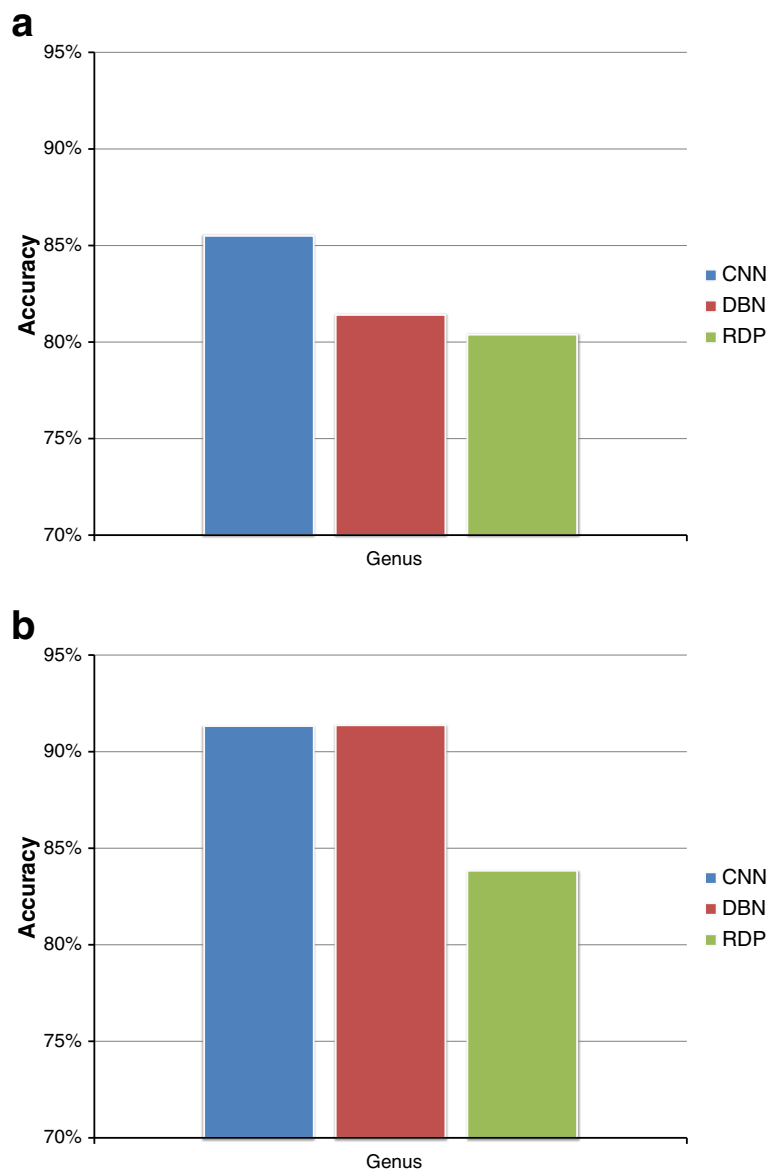 a
95%
90%
85%
80%
75%
70%
Accuracy
Genus
CNN
DBN
RDP
b
95%
90%
85%
80%
75%
70%
Accuracy
Genus
CNN
DBN
RDP